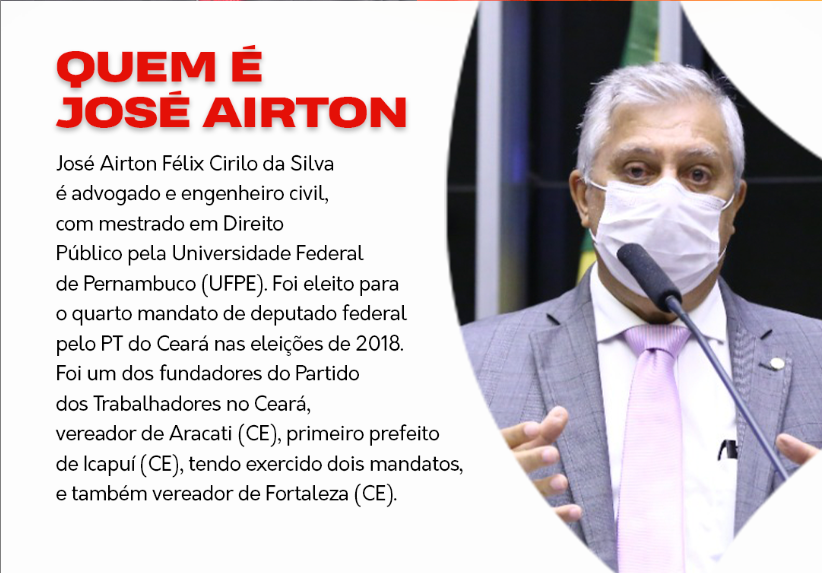 QUEM É
JOSÉ AIRTON
José Airton Félix Cirilo da Silva
é advogado e engenheiro civil,
com mestrado em Direito
Público pela Universidade Federal
de Pernambuco (UFPE). Foi eleito para
o quarto mandato de deputado federal
pelo PT do Ceará nas eleições de 2018.
Foi um dos fundadores do Partido
dos Trabalhadores no Ceará,
vereador de Aracati (CE), primeiro prefeito
de Icapuí (CE), tendo exercido dois mandatos,
e também vereador de Fortaleza (CE).